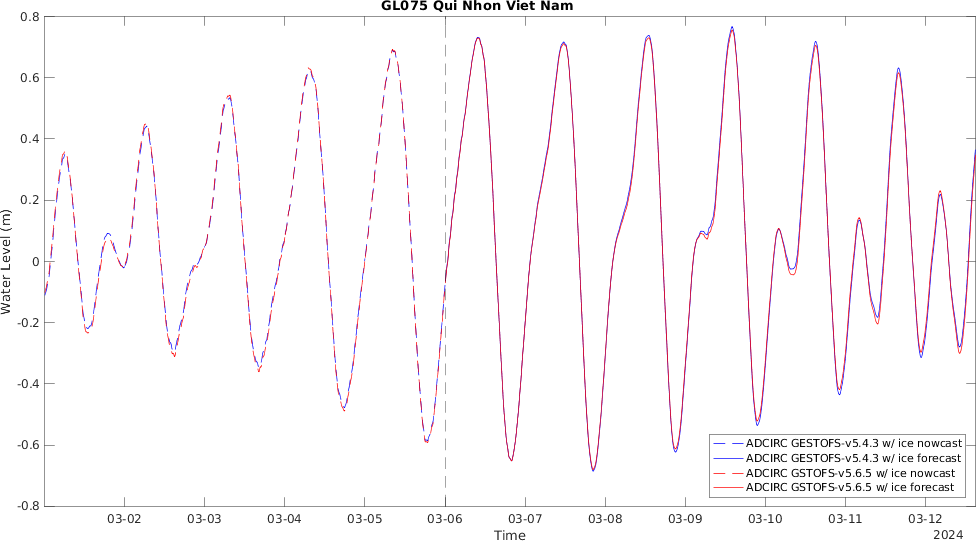 GL075 Qui Nhon Viet Nam
0.8
0.6
0.4
0.2
0
-0.2
-0.4
-0.6
-0.8
Water Level (m)
ADCIRC GESTOFS-v5.4.3 w/ ice nowcast
ADCIRC GESTOFS-v5.4.3 w/ ice forecast
ADCIRC GSTOFS-v5.6.5 w/ ice nowcast
ADCIRC GSTOFS-v5.6.5 w/ ice forecast
03-02 03-03 03-04 03-05 03-06 03-07 03-08 03-09 03-10 03-11 03-12
Time
2024